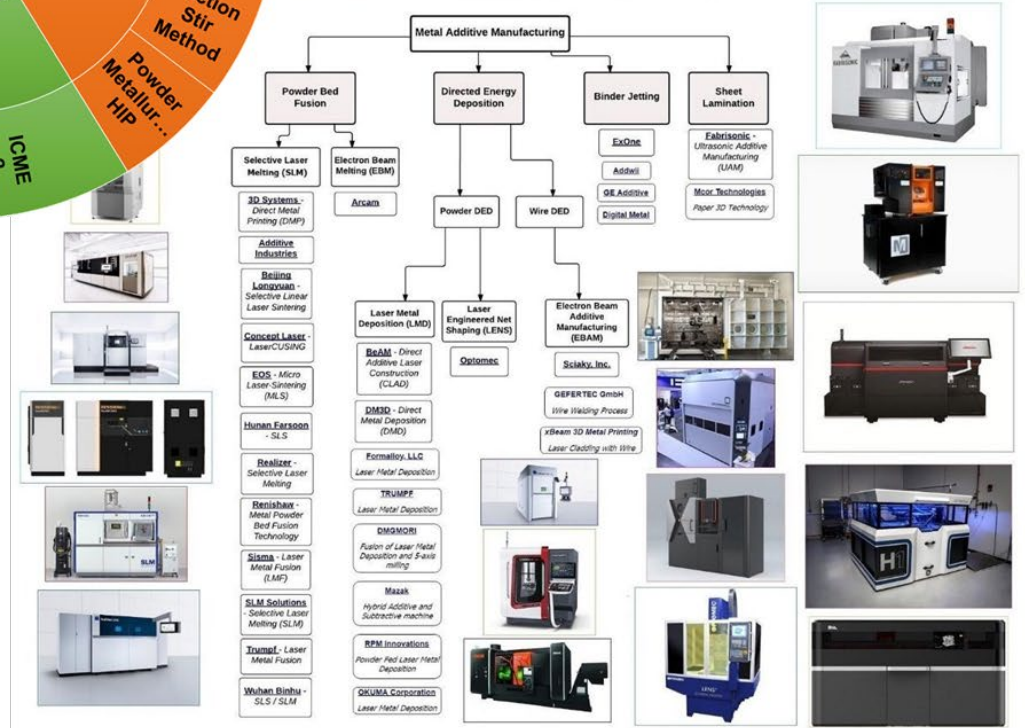 ction
Stir
Method
Powder
Metallur...
HIP
ICME
Metal Additive Manufacturing
Powder Bed
Fusion
Directed Energy
Deposition
Binder Jetting
Sheet
Lamination
ExOne
Addwii
GE Additive
Digital Metal
Fabrisonic -
Ultrasonic Additive
Manufacturing
(UAM)
Mcor Technologies
Paper 3D Technology
Selective Laser
Melting (SLM)
Electron Beam
Melting (EBM)
Arcam
3D Systems -
Direct Metal
Printing (DMP)
Additive
Industries
Beijing
Longyuan -
Selective Linear
Laser Sintering
Concept Laser -
LaserCUSING
EOS - Micro
Laser-Sintering
(MLS)
Hunan Farsoon
- SLS
Realizer -
Selective Laser
Melting
Renishaw -
Metal Powder
Bed Fusion
Technology
Sisma - Laser
Metal Fusion
(LMF)
SLM Solutions
- Selective Laser
Melting (SLM)
Trumpf - Laser
Metal Fusion
Wuhan Binhu -
SLS / SLM
Powder DED
Wire DED
Laser Metal
Deposition (LMD)
Laser
Engineered Net
Shaping (LENS)
Electron Beam
Additive
Manufacturing
(EBAM)
BeAM - Direct
Additive Laser
Construction
(CLAD)
DM3D - Direct
Metal Deposition
(DMD)
Formalloy, LLC
Laser Metal Deposition
TRUMPF
Laser Metal Deposition
DMGMORI
Fusion of Laser Metal
Deposition and 5-axis
milling
Mazak
Hybrid Additive and
Subtractive machine
RPM Innovations
Powder Fed Laser Metal
Deposition
OKUMA Corporation
Laser Metal Deposition
Optomec
Sciaky, Inc.
GEFERTEC GmbH
Wire Welding Process
xBeam 3D Metal Printing
Laser Cladding with Wire
FABRISONIC
M
SLM
H
LENS